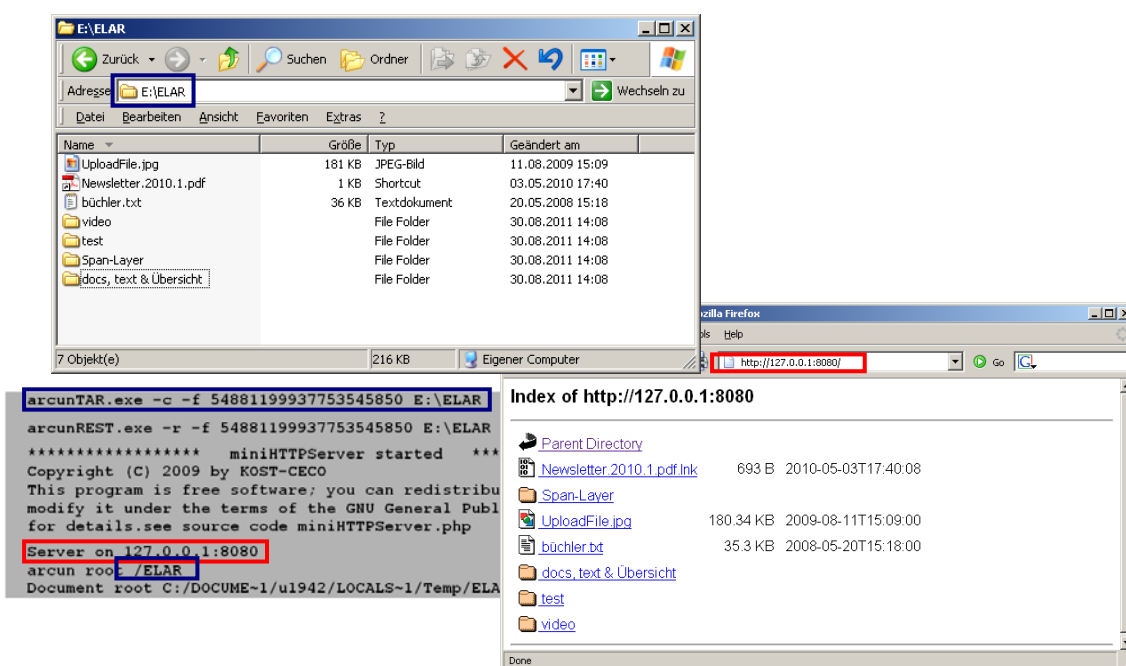 E:\ELAR
Zurück Suchen Ordner
Adresse E:\ELAR Wechseln zu
Datei Bearbeiten Ansicht Favoriten Extras ?
Name Größe Typ Geändert am
UploadFile.jpg 181 KB JPEG-Bild 11.08.2009 15:09
Newsletter.2010.1.pdf 1 KB Shortcut 03.05.2010 17:40
büchler.txt 36 KB Textdokument 20.05.2008 15:18
video File Folder 30.08.2011 14:08
test File Folder 30.08.2011 14:08
Span-Layer File Folder 30.08.2011 14:08
docs, text & Übersicht File Folder 30.08.2011 14:08
7 Objekt(e) 216 KB Eigener Computer
ozilla Firefox
ols Help
http://127.0.0.1:8080/ Go G
Index of http://127.0.0.1:8080
Parent Directory
Newsletter.2010.1.pdf.lnk 693 B 2010-05-03T17:40:08
Span-Layer
UploadFile.jpg 180.34 KB 2009-08-11T15:09:00
büchler.txt 35.3 KB 2008-05-20T15:18:00
docs, text & Übersicht
test
video
Done
arcunTAR.exe -c -f 54881199937753545850 E:\ELAR
arcunREST.exe -r -f 54881199937753545850 E:\ELAR
****************** miniHTTPServer started ***
Copyright (C) 2009 by KOST-CECO
This program is free software; you can redistribu
modify it under the terms of the GNU General Publ
for details.see source code miniHTTPServer.php
Server on 127.0.0.1:8080
arcun root /ELAR
Document root C:/DOCUME~1/u1942/LOCALS~1/Temp/ELA